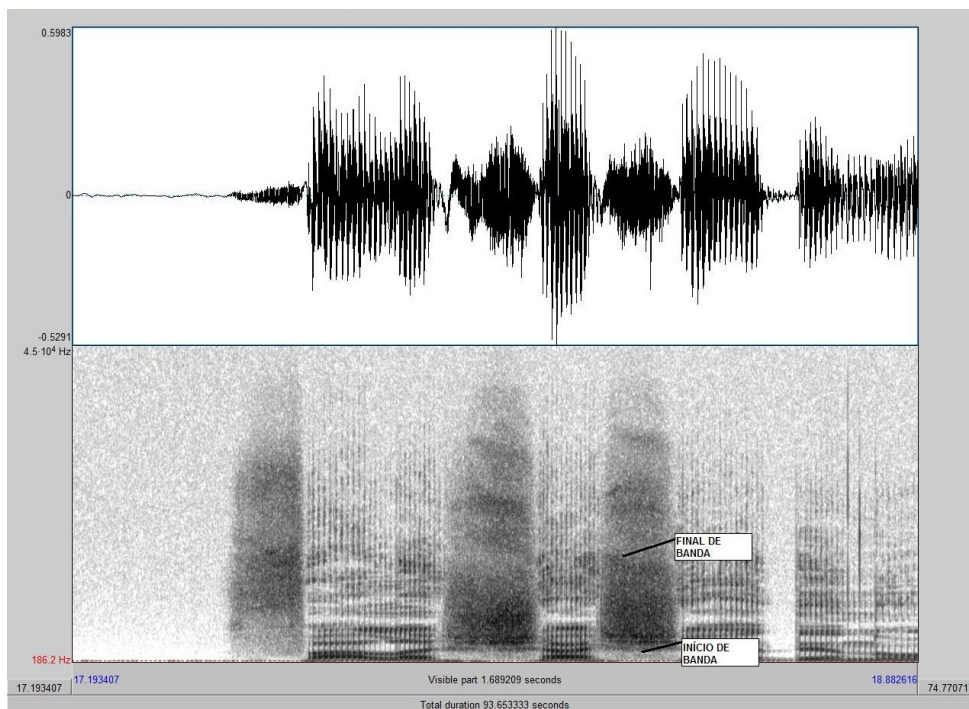 0.5983
0
-0.5291
4.5·10⁴ Hz
FINAL DE
BANDA
INÍCIO DE
BANDA
186.2 Hz
17.193407
Visible part 1.689209 seconds
18.882616
17.193407
74.77071
Total duration 93.653333 seconds